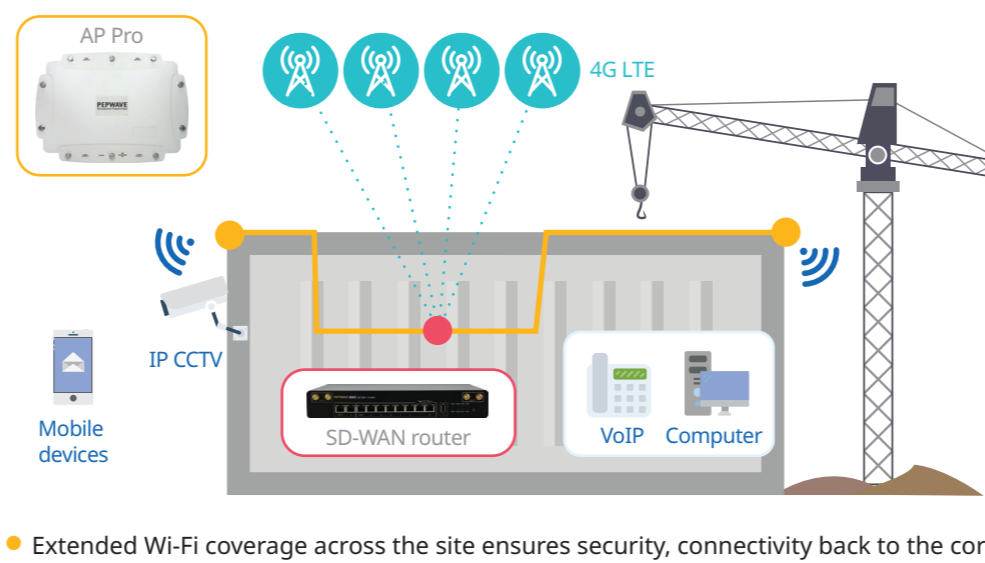 AP Pro
PEPWAVE
4G LTE
IP CCTV
Mobile
devices
SD-WAN router
VoIP
Computer
Extended Wi-Fi coverage across the site ensures security, connectivity back to the cor